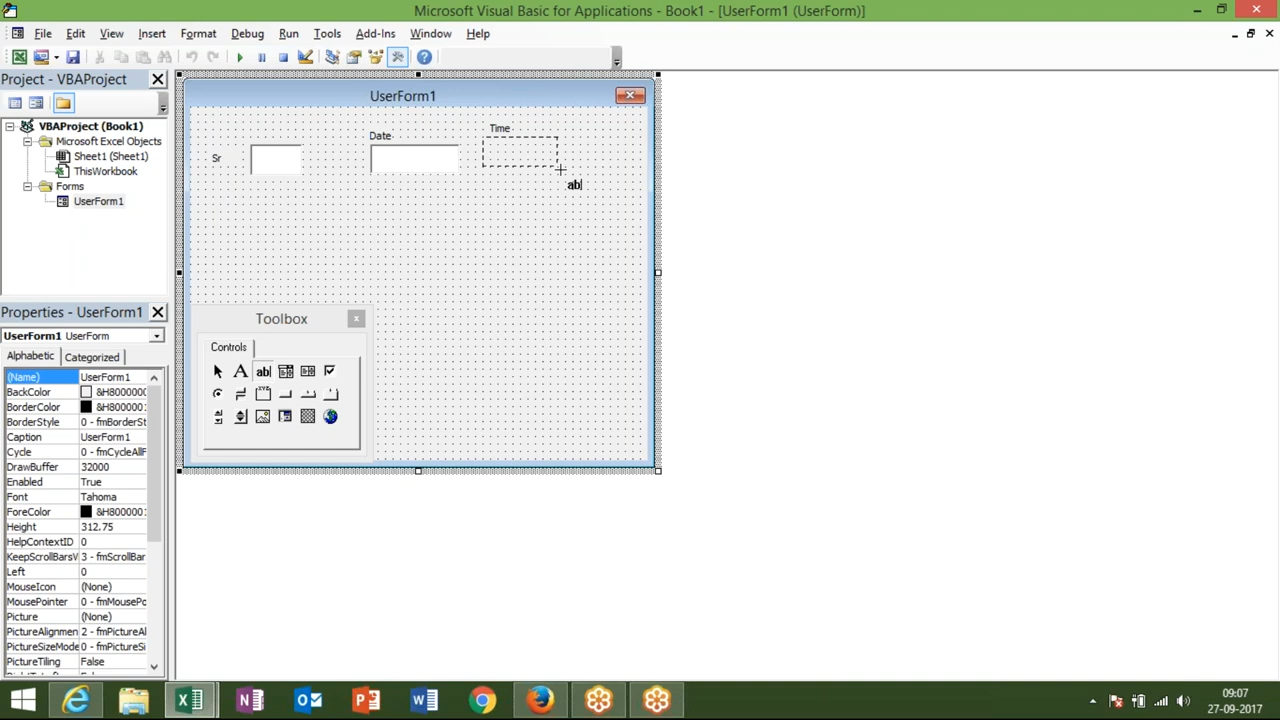 Microsoft Visual Basic for Applications - Book1 - [UserForm1 (UserForm)]
File Edit View Insert Format Debug Run Tools Add-Ins Window Help
Project - VBAProject
VBAProject (Book1)
Microsoft Excel Objects
Sheet1 (Sheet1)
ThisWorkbook
Forms
UserForm1
Properties - UserForm1
UserForm1 UserForm
Alphabetic Categorized
(Name) UserForm1
BackColor &H800000
BorderColor &H8000001
BorderStyle 0 - fmBorderSt
Caption UserForm1
Cycle 0 - fmCycleAllF
DrawBuffer 32000
Enabled True
Font Tahoma
ForeColor &H8000001
Height 312.75
HelpContextID 0
KeepScrollBarsV 3 - fmScrollBar
Left 0
MouseIcon (None)
MousePointer 0 - fmMousePo
Picture (None)
PictureAlignmen 2 - fmPictureAl
PictureSizeMode 0 - fmPictureSi
PictureTiling False
UserForm1
Sr
Date
Time
ab
Toolbox
Controls
A ab
09:07
27-09-2017